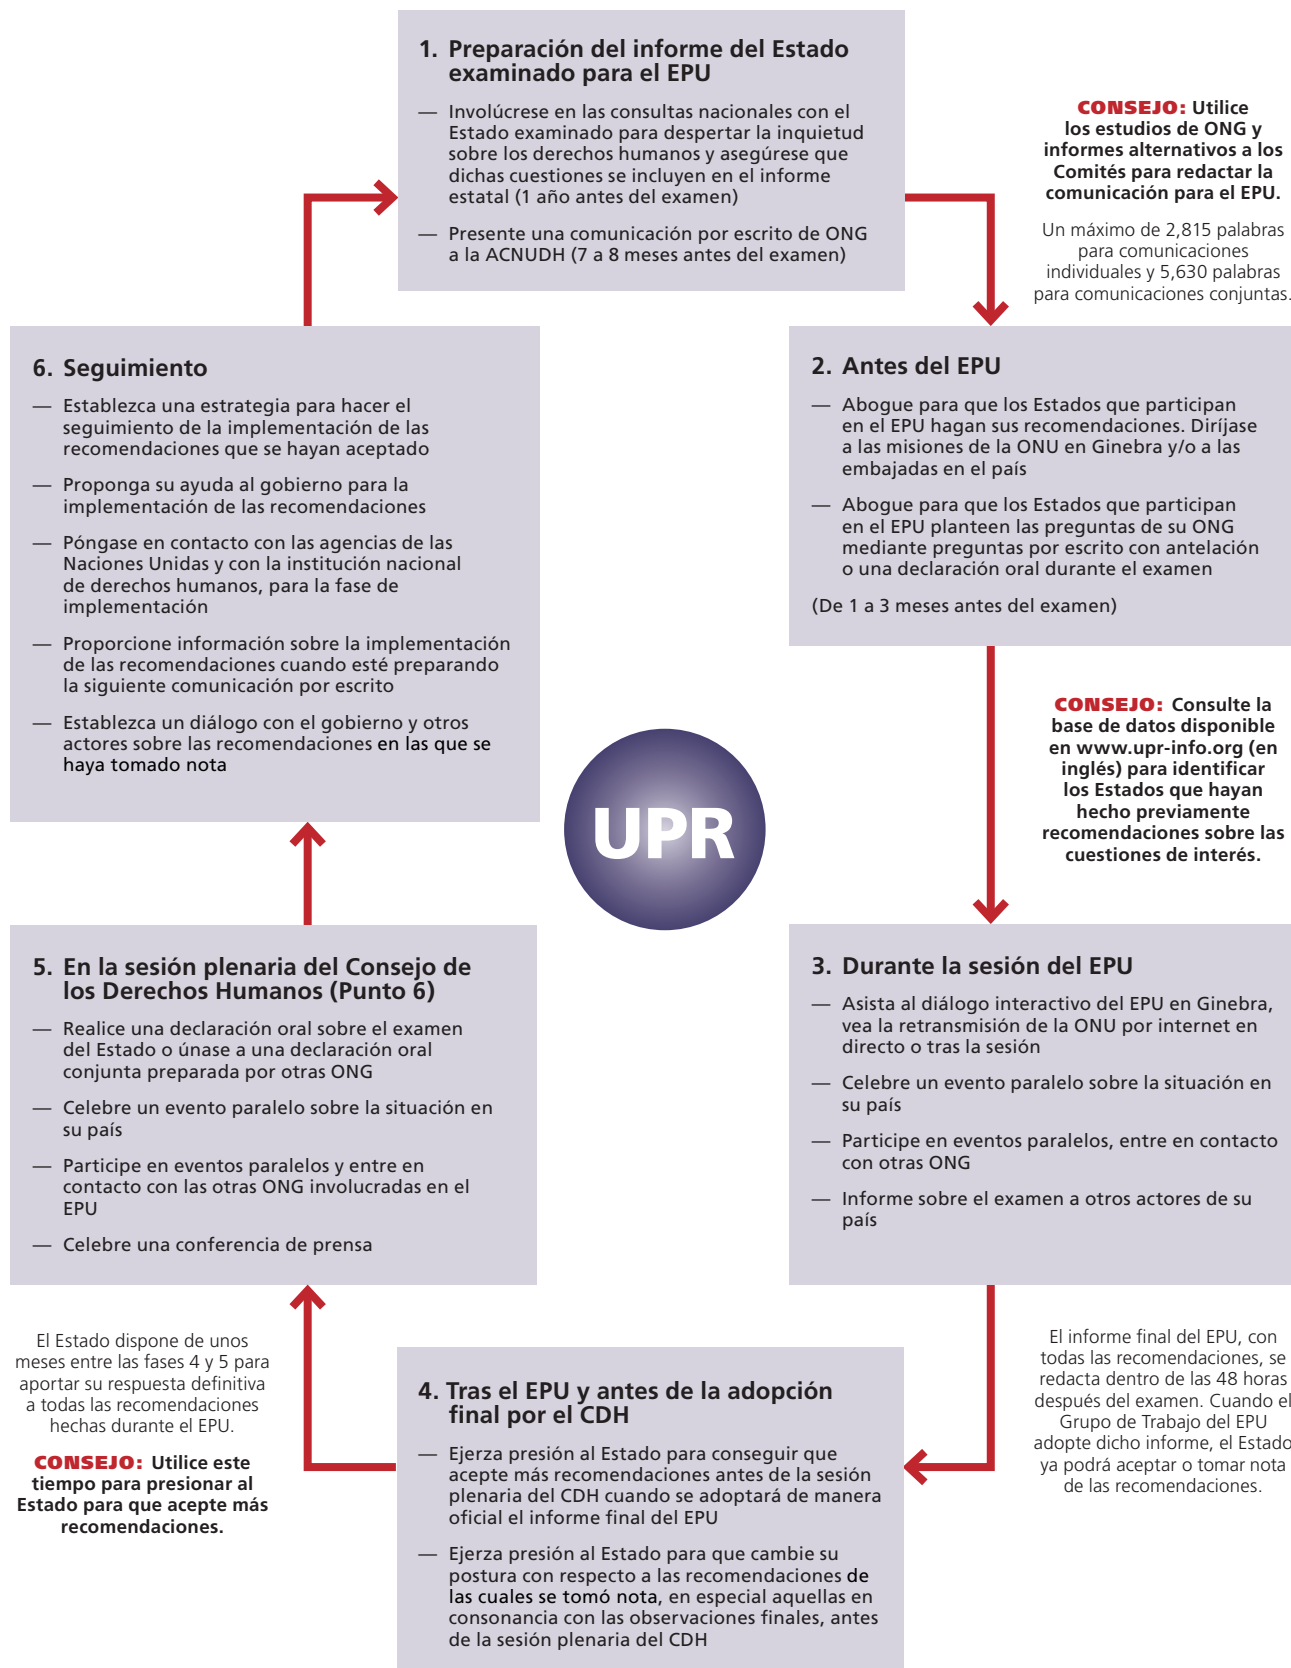 1. Preparación del informe del Estado
examinado para el EPU
— Involúcrese en las consultas nacionales con el
Estado examinado para despertar la inquietud
sobre los derechos humanos y asegúrese que
dichas cuestiones se incluyen en el informe
estatal (1 año antes del examen)
— Presente una comunicación por escrito de ONG
a la ACNUDH (7 a 8 meses antes del examen)
CONSEJO: Utilice
los estudios de ONG y
informes alternativos a los
Comités para redactar la
comunicación para el EPU.
Un máximo de 2,815 palabras
para comunicaciones
individuales y 5,630 palabras
para comunicaciones conjuntas.
2. Antes del EPU
— Abogue para que los Estados que participan
en el EPU hagan sus recomendaciones. Diríjase
a las misiones de la ONU en Ginebra y/o a las
embajadas en el país
— Abogue para que los Estados que participan
en el EPU planteen las preguntas de su ONG
mediante preguntas por escrito con antelación
o una declaración oral durante el examen
(De 1 a 3 meses antes del examen)
CONSEJO: Consulte la
base de datos disponible
en www.upr-info.org (en
inglés) para identificar
los Estados que hayan
hecho previamente
recomendaciones sobre las
cuestiones de interés.
3. Durante la sesión del EPU
— Asista al diálogo interactivo del EPU en Ginebra,
vea la retransmisión de la ONU por internet en
directo o tras la sesión
— Celebre un evento paralelo sobre la situación en
su país
— Participe en eventos paralelos, entre en contacto
con otras ONG
— Informe sobre el examen a otros actores de su
país
El informe final del EPU, con
todas las recomendaciones, se
redacta dentro de las 48 horas
después del examen. Cuando el
Grupo de Trabajo del EPU
adopte dicho informe, el Estado
ya podrá aceptar o tomar nota
de las recomendaciones.
4. Tras el EPU y antes de la adopción
final por el CDH
— Ejerza presión al Estado para conseguir que
acepte más recomendaciones antes de la sesión
plenaria del CDH cuando se adoptará de manera
oficial el informe final del EPU
— Ejerza presión al Estado para que cambie su
postura con respecto a las recomendaciones de
las cuales se tomó nota, en especial aquellas en
consonancia con las observaciones finales, antes
de la sesión plenaria del CDH
El Estado dispone de unos
meses entre las fases 4 y 5 para
aportar su respuesta definitiva
a todas las recomendaciones
hechas durante el EPU.
CONSEJO: Utilice este
tiempo para presionar al
Estado para que acepte más
recomendaciones.
5. En la sesión plenaria del Consejo de
los Derechos Humanos (Punto 6)
— Realice una declaración oral sobre el examen
del Estado o únase a una declaración oral
conjunta preparada por otras ONG
— Celebre un evento paralelo sobre la situación en
su país
— Participe en eventos paralelos y entre en
contacto con las otras ONG involucradas en el
EPU
— Celebre una conferencia de prensa
6. Seguimiento
— Establezca una estrategia para hacer el
seguimiento de la implementación de las
recomendaciones que se hayan aceptado
— Proponga su ayuda al gobierno para la
implementación de las recomendaciones
— Póngase en contacto con las agencias de las
Naciones Unidas y con la institución nacional
de derechos humanos, para la fase de
implementación
— Proporcione información sobre la implementación
de las recomendaciones cuando esté preparando
la siguiente comunicación por escrito
— Establezca un diálogo con el gobierno y otros
actores sobre las recomendaciones en las que se
haya tomado nota
UPR